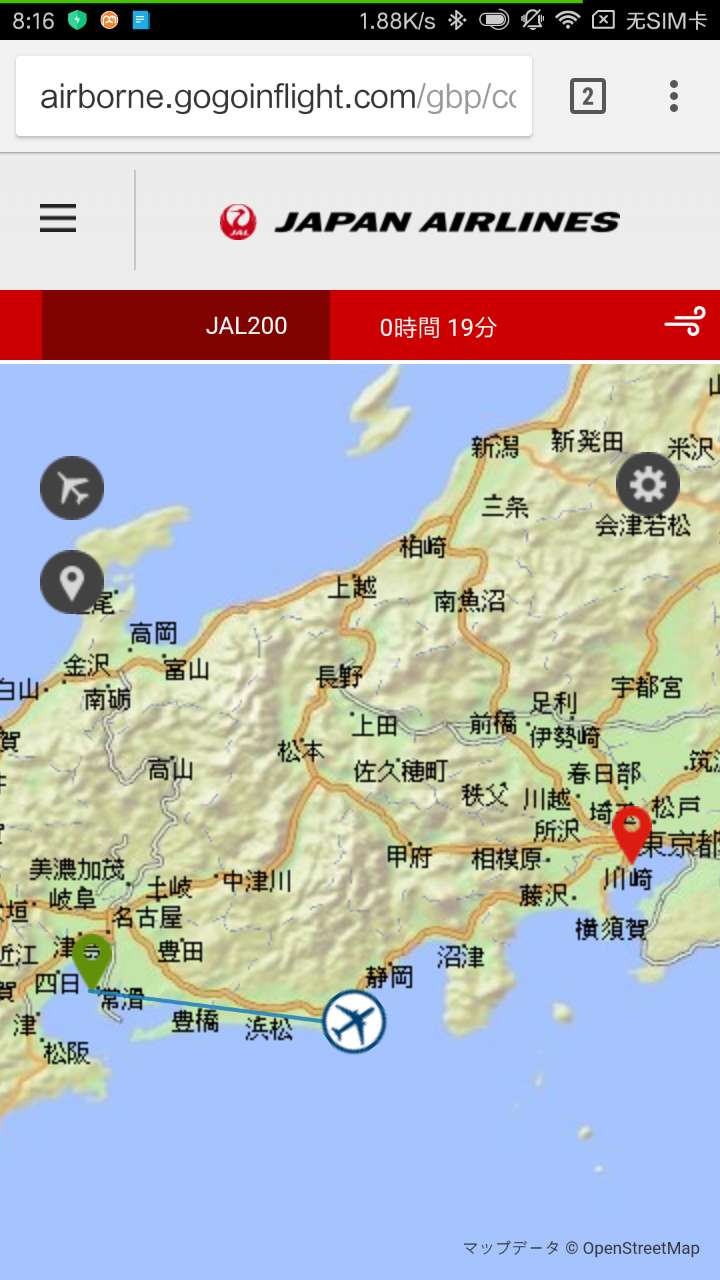 8:16 1.88K/s 无SIM卡
airborne.gogoinflight.com/gbp/co
2
JAL
JAPAN AIRLINES
JAL200 0時間 19分
新潟 新発田 米沢
三条 会津若松
柏崎
上越 南魚沼
尾
高岡
金沢 富山 長野 宇都宮
白山 南砺 足利
賀 上田 前橋 伊勢崎
松本
高山 佐久穂町 春日部 筑
秩父 川越 松戸
所沢 東京都
美濃加茂 甲府 相模原
岐阜 土岐 中津川 藤沢 川崎
垣 名古屋 横須賀
近江 津 豊田 沼津
賀 四日 常滑 静岡
津 豊橋 浜松
松阪
マップデータ © OpenStreetMap